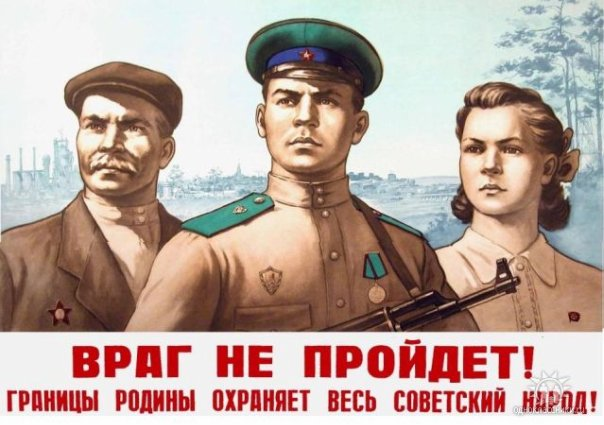 ВРАГ НЕ ПРОЙДЕТ!
ГРАНИЦЫ РОДИНЫ ОХРАНЯЕТ ВЕСЬ СОВЕТСКИЙ НАРОД!